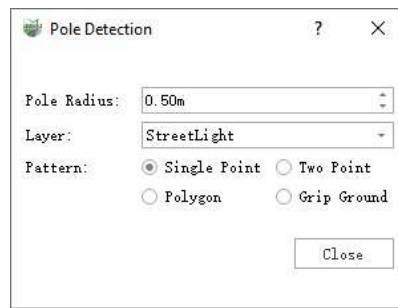 Pole Detection ? ×
Pole Radius: 0.50m
Layer: StreetLight
Pattern: Single Point Two Point
Polygon Grip Ground
Close